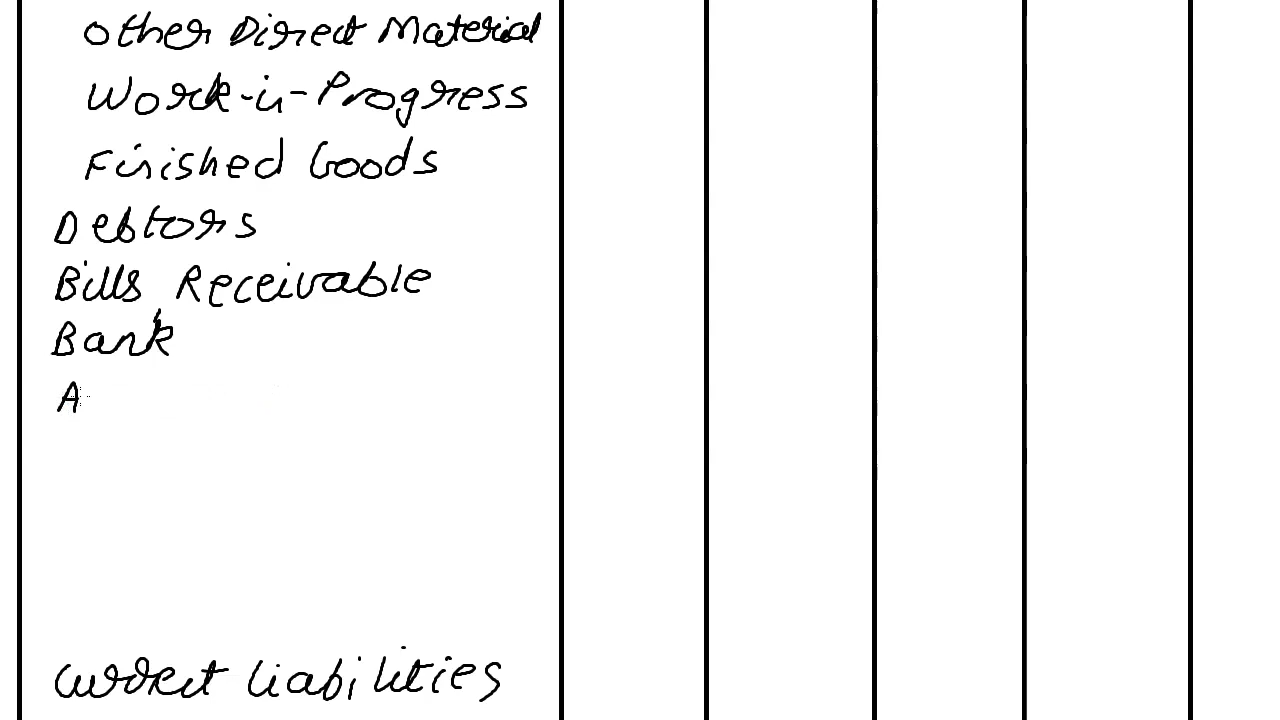 Other Direct Material
Work-in-Progress
Finished Goods
Debtors
Bills Receivable
Bank
A
Current Liabilities